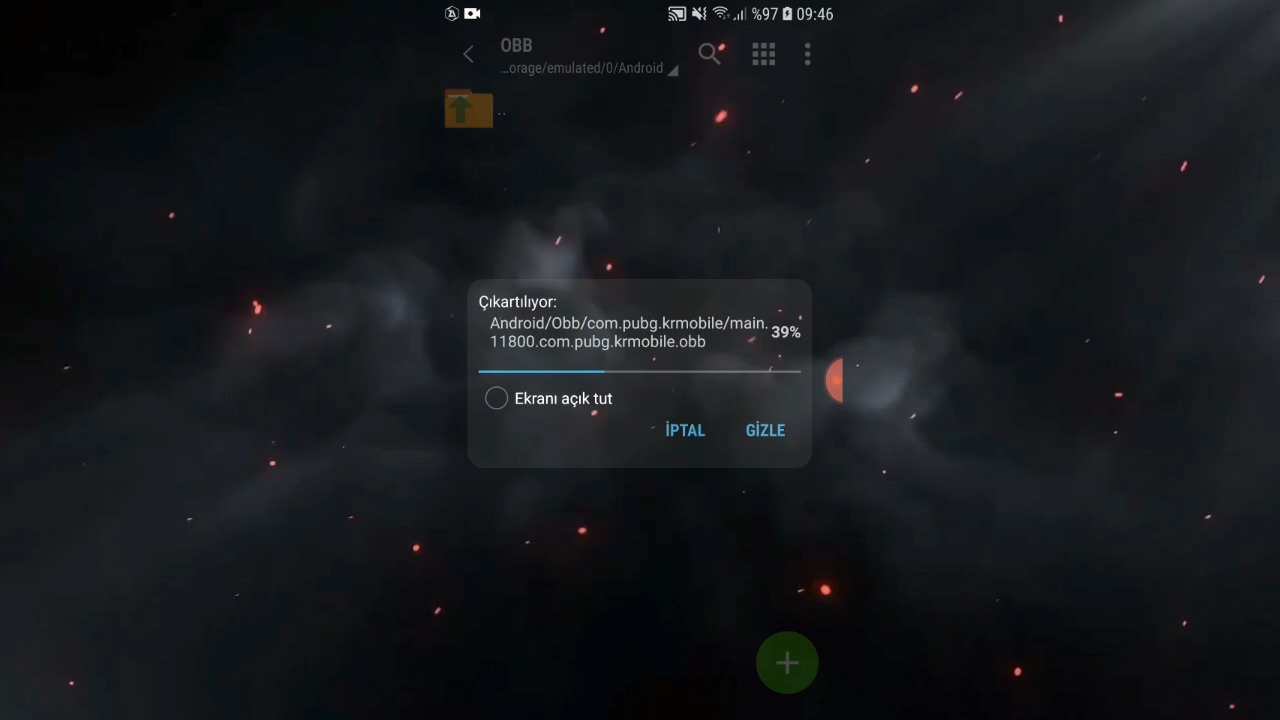 %97 09:46
OBB
...orage/emulated/0/Android
..
Çıkartılıyor:
Android/Obb/com.pubg.krmobile/main.
11800.com.pubg.krmobile.obb
39%
Ekranı açık tut
İPTAL GİZLE